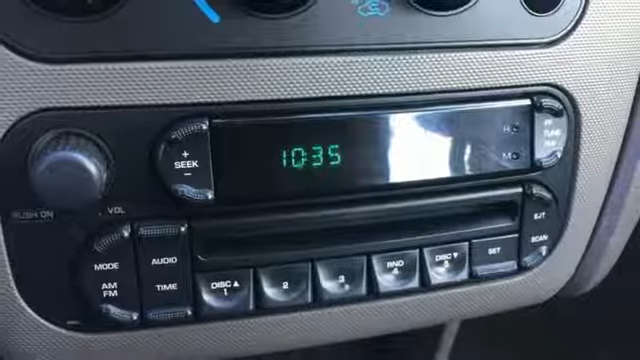 10:35
+
SEEK
−
H
M
FF
TUNE
RW
PUSH ON
VOL
MODE
AM
FM
AUDIO
TIME
DISC ▲
1
2
3
RND
4
DISC ▼
5
SET
EJT
SCAN